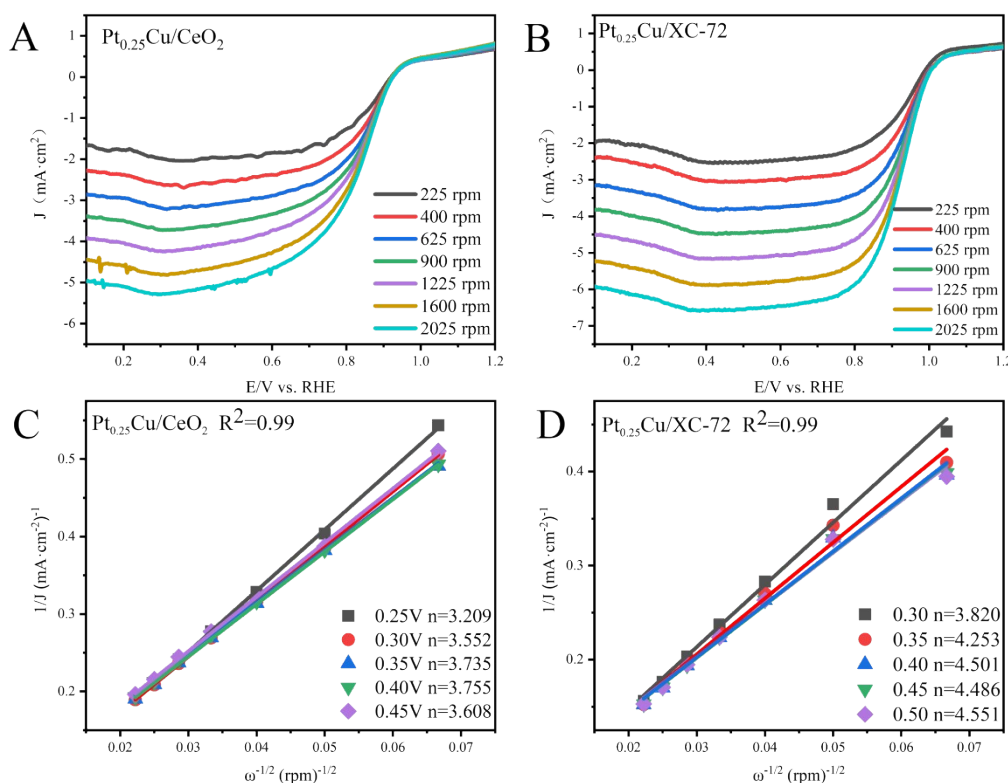 A
Pt0.25Cu/CeO2
1
0
-1
-2
-3
-4
-5
-6
J (mA·cm2)
225 rpm
400 rpm
625 rpm
900 rpm
1225 rpm
1600 rpm
2025 rpm
0.2 0.4 0.6 0.8 1.0 1.2
E/V vs. RHE
B
Pt0.25Cu/XC-72
1
0
-1
-2
-3
-4
-5
-6
-7
J (mA·cm2)
225 rpm
400 rpm
625 rpm
900 rpm
1225 rpm
1600 rpm
2025 rpm
0.2 0.4 0.6 0.8 1.0 1.2
E/V vs. RHE
C
Pt0.25Cu/CeO2 R2=0.99
0.5
0.4
0.3
0.2
1/J (mA·cm-2)-1
0.25V n=3.209
0.30V n=3.552
0.35V n=3.735
0.40V n=3.755
0.45V n=3.608
0.02 0.03 0.04 0.05 0.06 0.07
ω-1/2 (rpm)-1/2
D
Pt0.25Cu/XC-72 R2=0.99
0.4
0.3
0.2
1/J (mA·cm-2)-1
0.30 n=3.820
0.35 n=4.253
0.40 n=4.501
0.45 n=4.486
0.50 n=4.551
0.02 0.03 0.04 0.05 0.06 0.07
ω-1/2 (rpm)-1/2